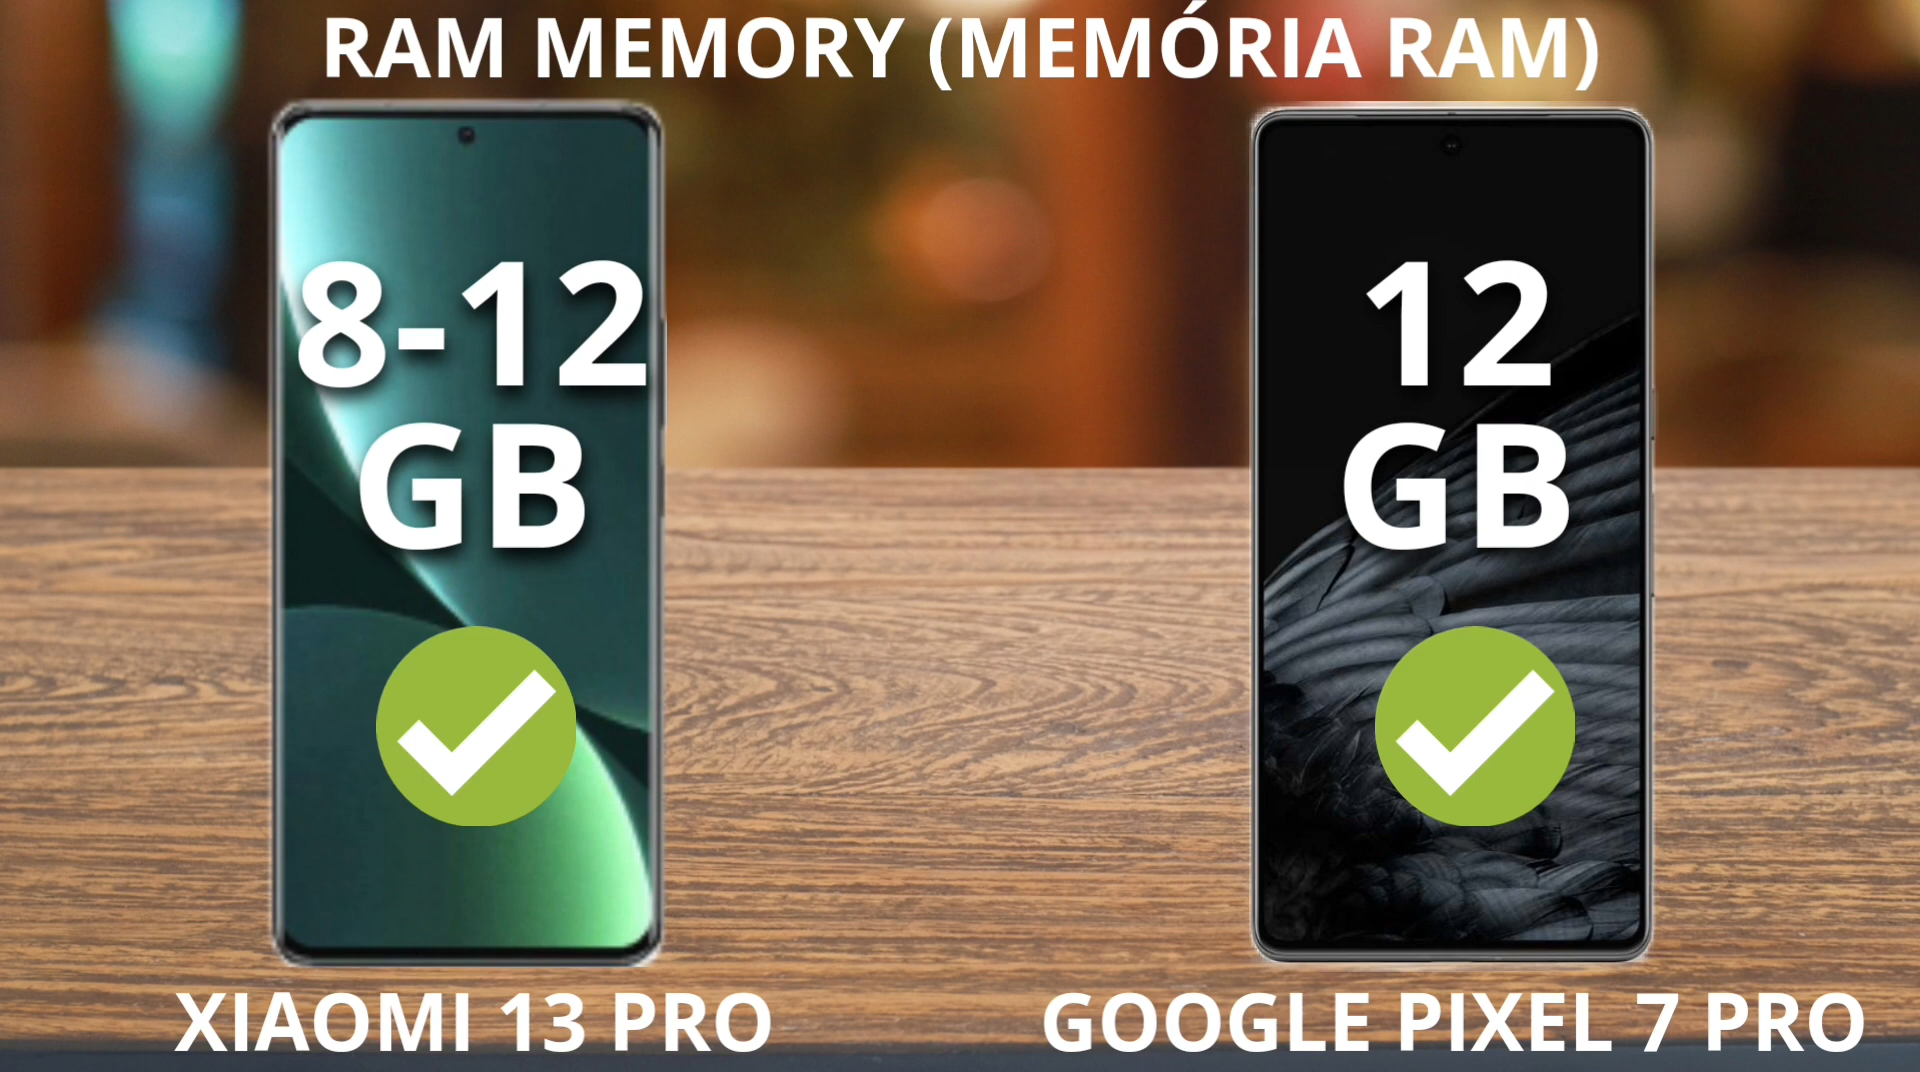 RAM MEMORY (MEMÓRIA RAM)
8-12
GB
12
GB
XIAOMI 13 PRO
GOOGLE PIXEL 7 PRO